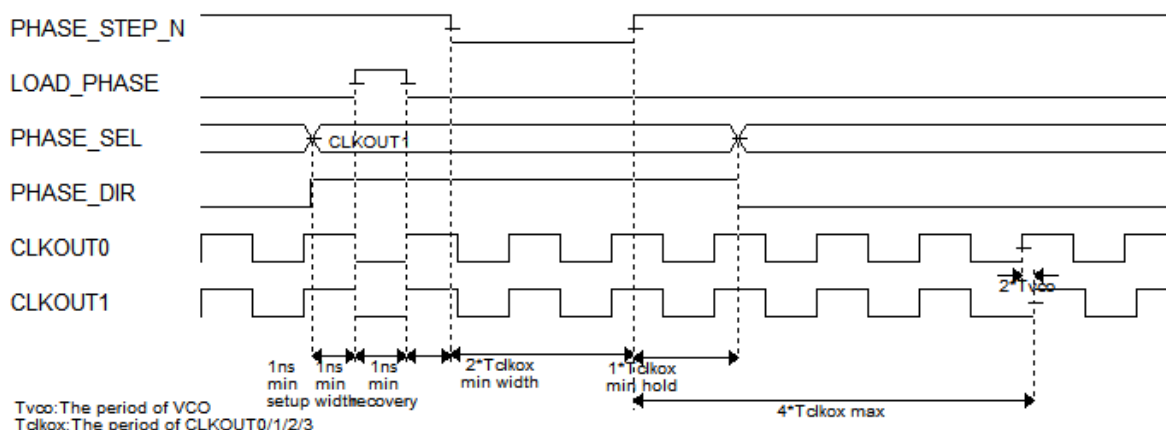 PHASE_STEP_N
LOAD_PHASE
PHASE_SEL
CLKOUT1
PHASE_DIR
CLKOUT0
2*Tvco
CLKOUT1
1ns min setup
1ns min width
1ns min recovery
2*Tclkox min width
1*Tclkox min hold
4*Tclkox max
Tvco:The period of VCO
Tclkox:The period of CLKOUT0/1/2/3